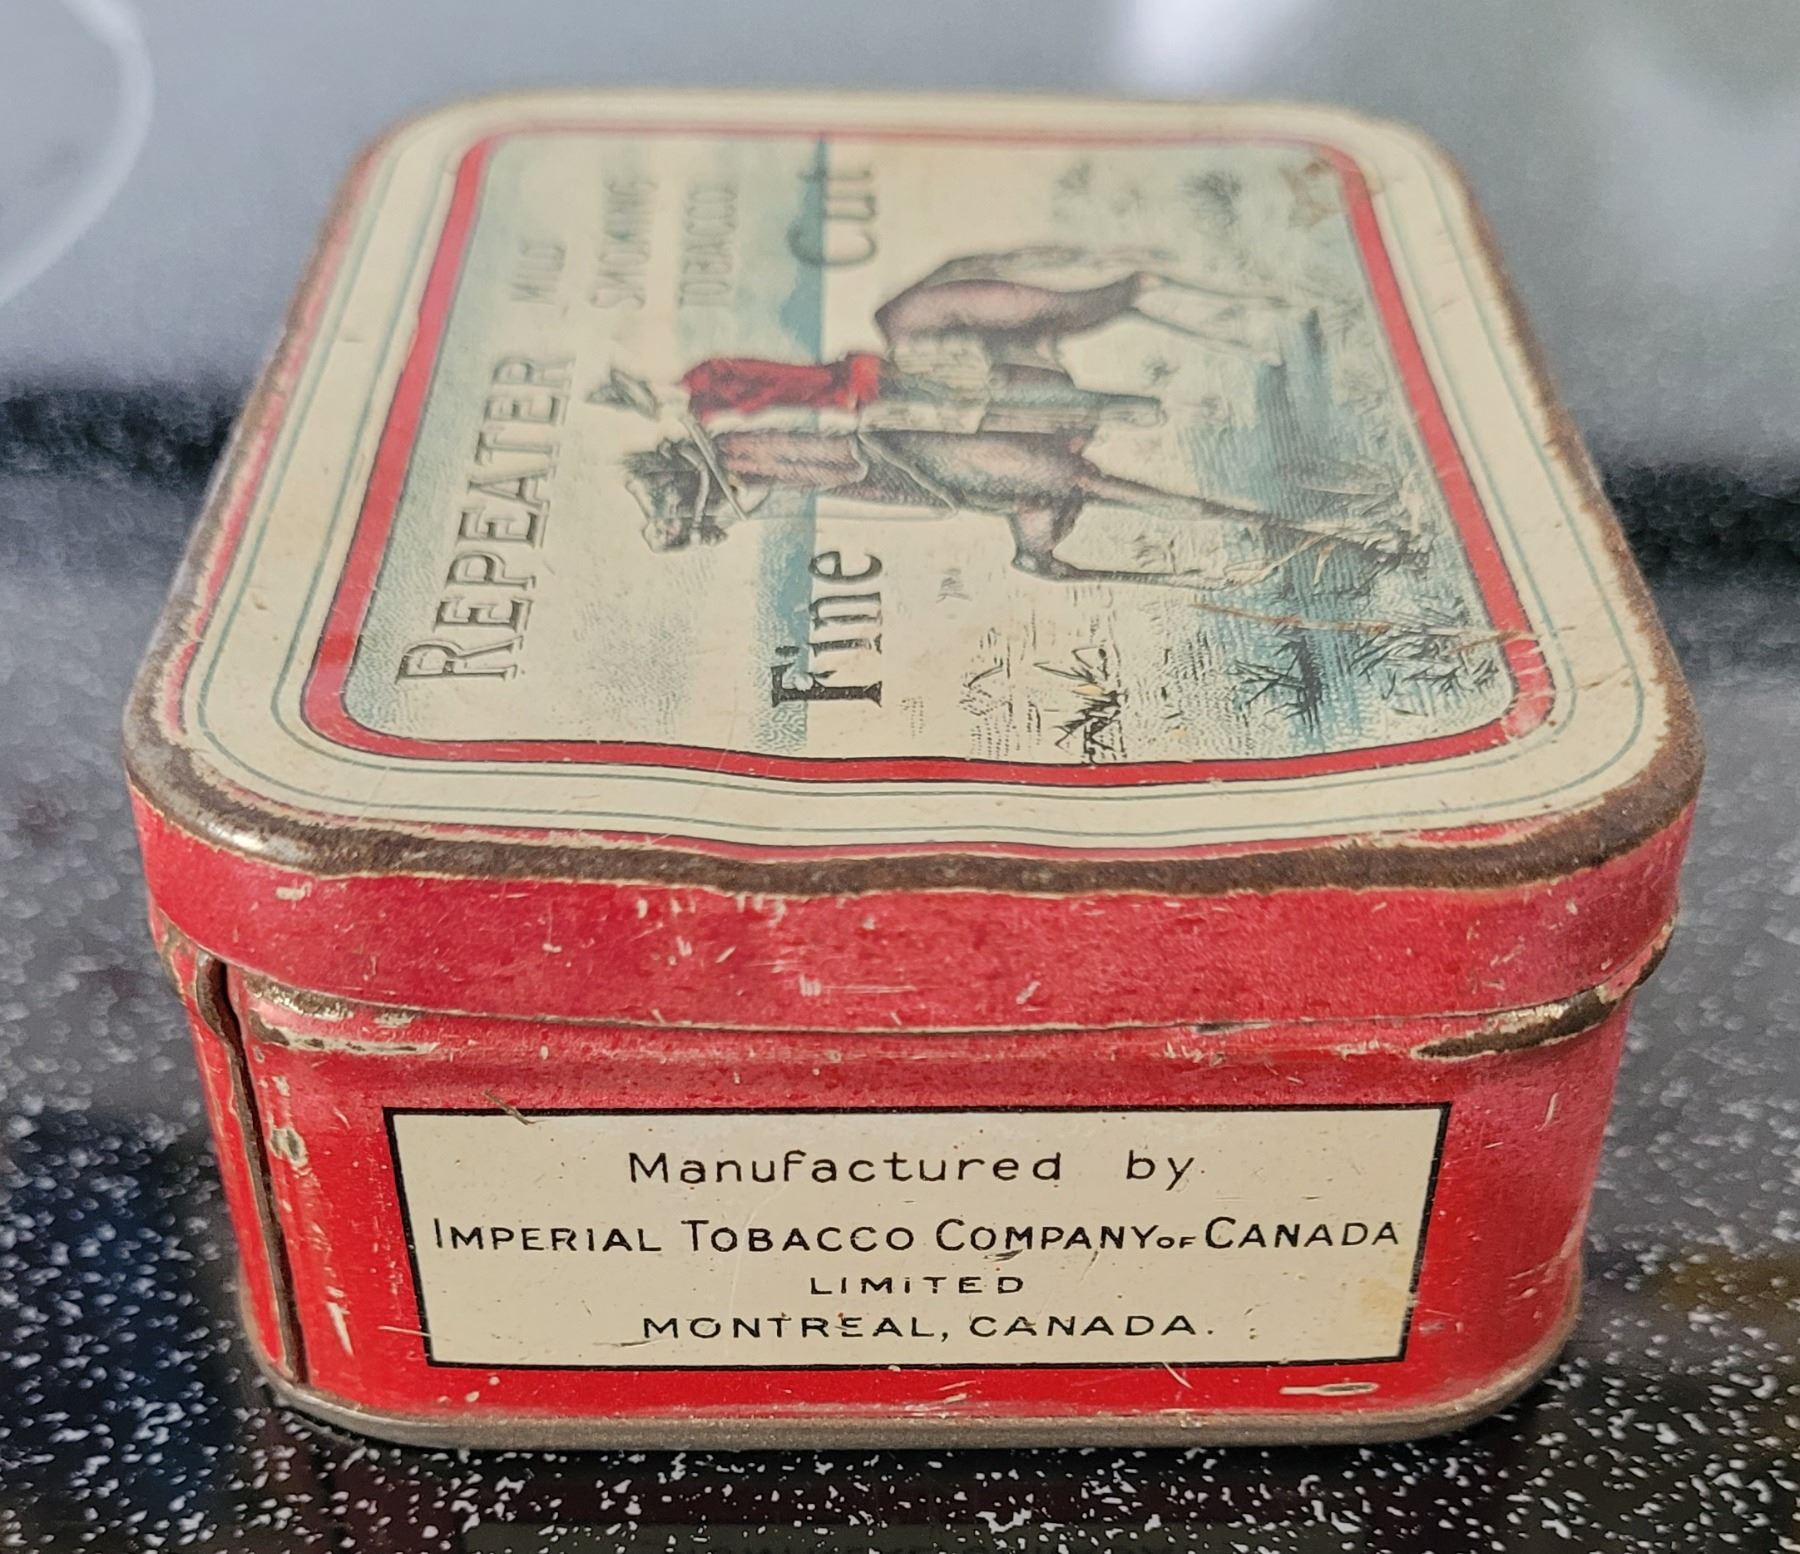 REPEATER
MILD
SMOKING
TOBACCO
Fine Cut
Manufactured by
IMPERIAL TOBACCO COMPANY OF CANADA
LIMITED
MONTREAL, CANADA.